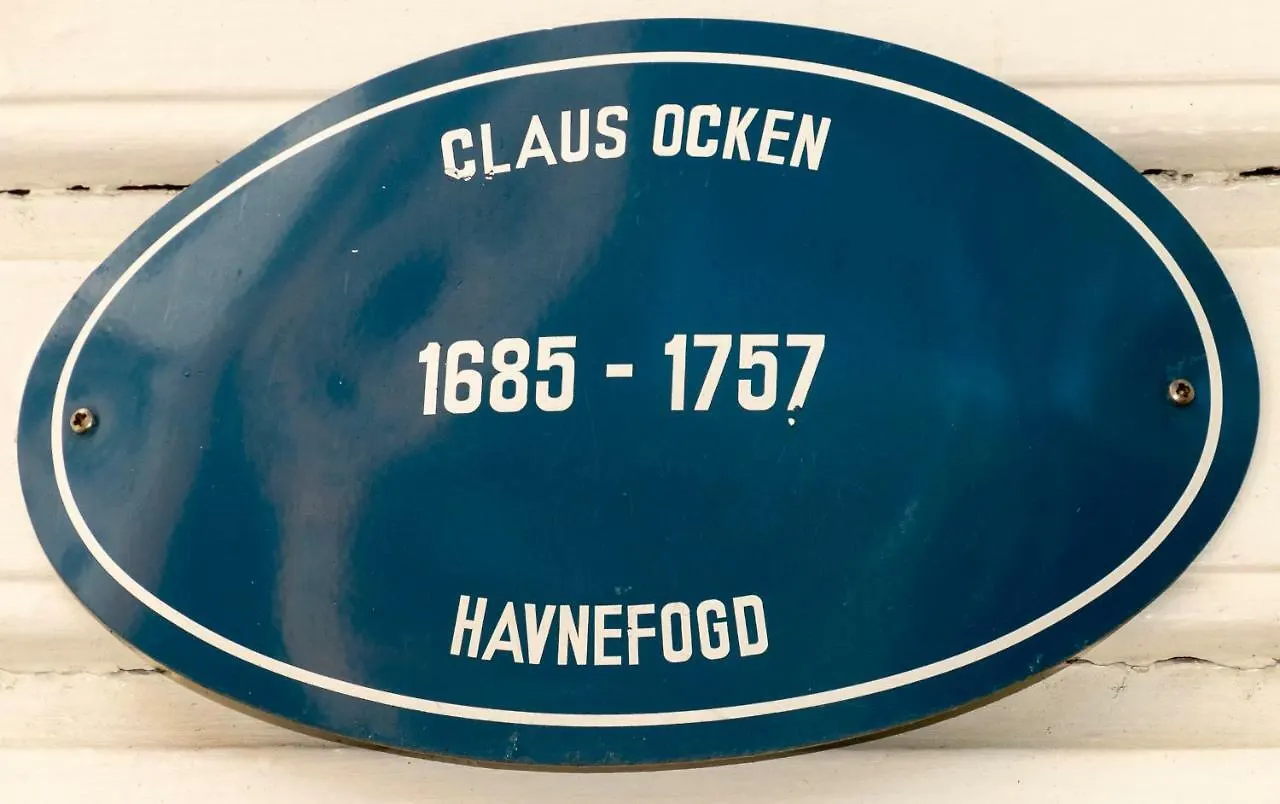 CLAUS OCKEN
1685 - 1757
HAVNEFOGD